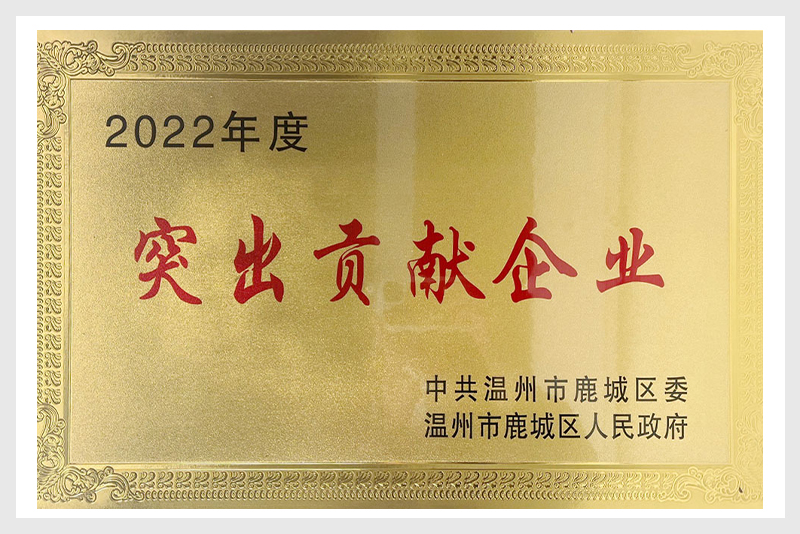 2022年度
突出贡献企业
中共温州市鹿城区委
温州市鹿城区人民政府